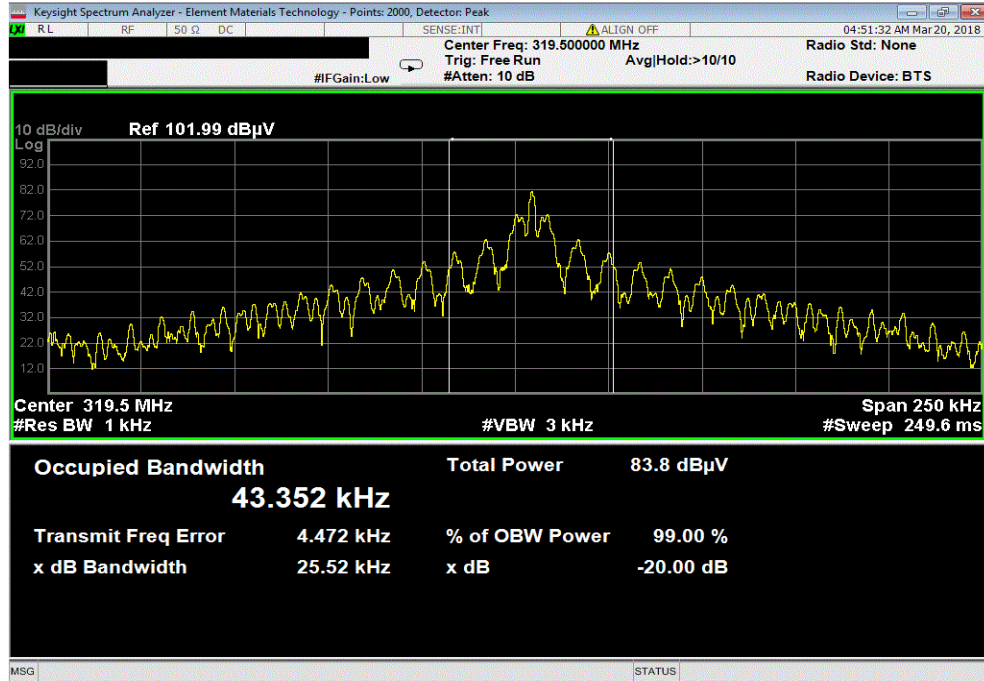 Keysight Spectrum Analyzer - Element Materials Technology - Points: 2000, Detector: Peak
LXI RL RF 50 Ω DC SENSE:INT ALIGN OFF 04:51:32 AM Mar 20, 2018
Center Freq: 319.500000 MHz Radio Std: None
Trig: Free Run Avg|Hold:>10/10
#IFGain:Low #Atten: 10 dB Radio Device: BTS
10 dB/div Ref 101.99 dBµV
Log
92.0
82.0
72.0
62.0
52.0
42.0
32.0
22.0
12.0
Center 319.5 MHz Span 250 kHz
#Res BW 1 kHz #VBW 3 kHz #Sweep 249.6 ms
Occupied Bandwidth Total Power 83.8 dBµV
43.352 kHz
Transmit Freq Error 4.472 kHz % of OBW Power 99.00 %
x dB Bandwidth 25.52 kHz x dB -20.00 dB
MSG STATUS